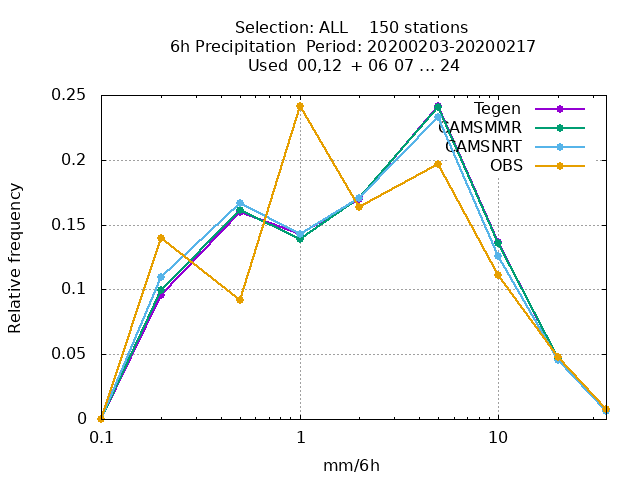 Selection: ALL    150 stations
6h Precipitation  Period: 20200203-20200217
Used  00,12  + 06 07 ... 24
0.25
0.2
0.15
0.1
0.05
0
0.1
1
10
Relative frequency
mm/6h
Tegen
CAMSMMR
CAMSNRT
OBS